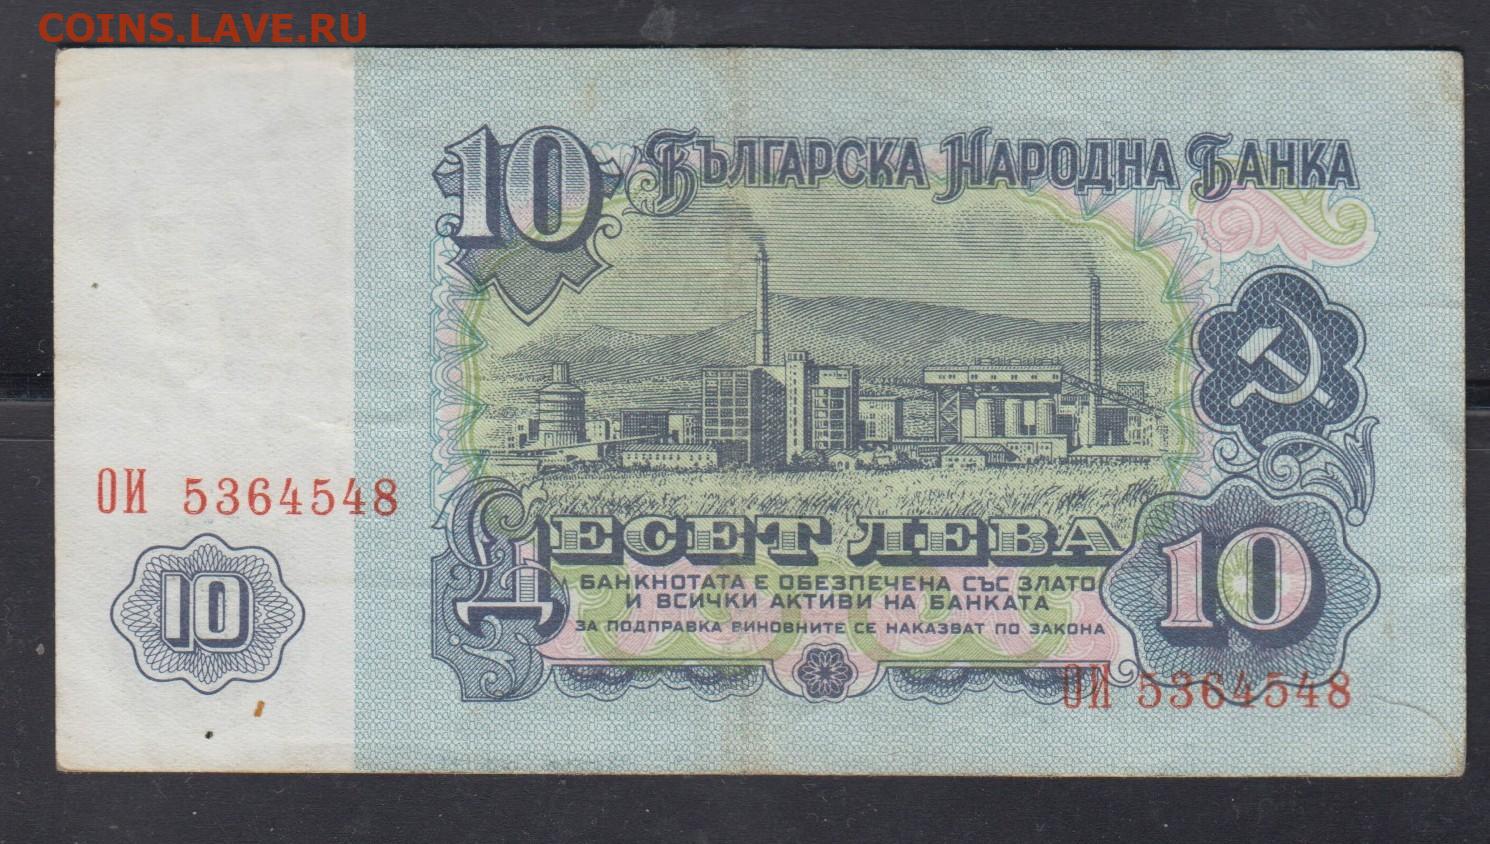 COINS.LAVE.RU
10 БЪЛГАРСКА НАРОДНА БАНКА
ОИ 5364548
10
ДЕСЕТ ЛЕВА
10
БАНКНОТАТА Е ОБЕЗПЕЧЕНА СЪС ЗЛАТО
И ВСИЧКИ АКТИВИ НА БАНКАТА
ЗА ПОДПРАВКА ВИНОВНИТЕ СЕ НАКАЗВАТ ПО ЗАКОНА
ОИ 5364548